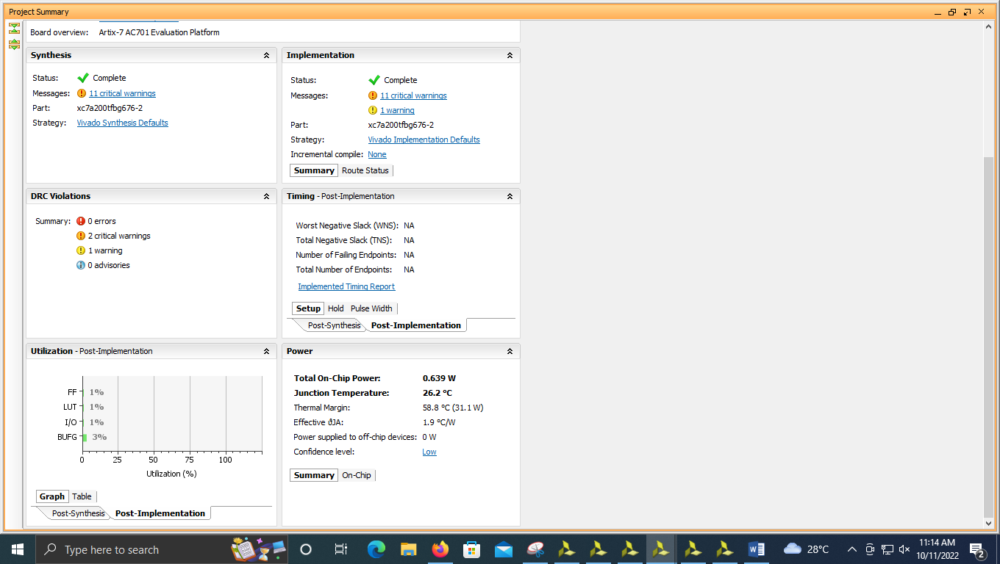 Project Summary
Board overview: Artix-7 AC701 Evaluation Platform
Synthesis
Status: Complete
Messages: 11 critical warnings
Part: xc7a200tfbg676-2
Strategy: Vivado Synthesis Defaults
Implementation
Status: Complete
Messages: 11 critical warnings
1 warning
Part: xc7a200tfbg676-2
Strategy: Vivado Implementation Defaults
Incremental compile: None
Summary Route Status
DRC Violations
Summary: 0 errors
2 critical warnings
1 warning
0 advisories
Timing - Post-Implementation
Worst Negative Slack (WNS): NA
Total Negative Slack (TNS): NA
Number of Failing Endpoints: NA
Total Number of Endpoints: NA
Implemented Timing Report
Setup Hold Pulse Width
Post-Synthesis Post-Implementation
Utilization - Post-Implementation
FF 1%
LUT 1%
I/O 1%
BUFG 3%
0 25 50 75 100
Utilization (%)
Graph Table
Post-Synthesis Post-Implementation
Power
Total On-Chip Power: 0.639 W
Junction Temperature: 26.2 °C
Thermal Margin: 58.8 °C (31.1 W)
Effective ϑJA: 1.9 °C/W
Power supplied to off-chip devices: 0 W
Confidence level: Low
Summary On-Chip
Type here to search
28°C
11:14 AM
10/11/2022
2